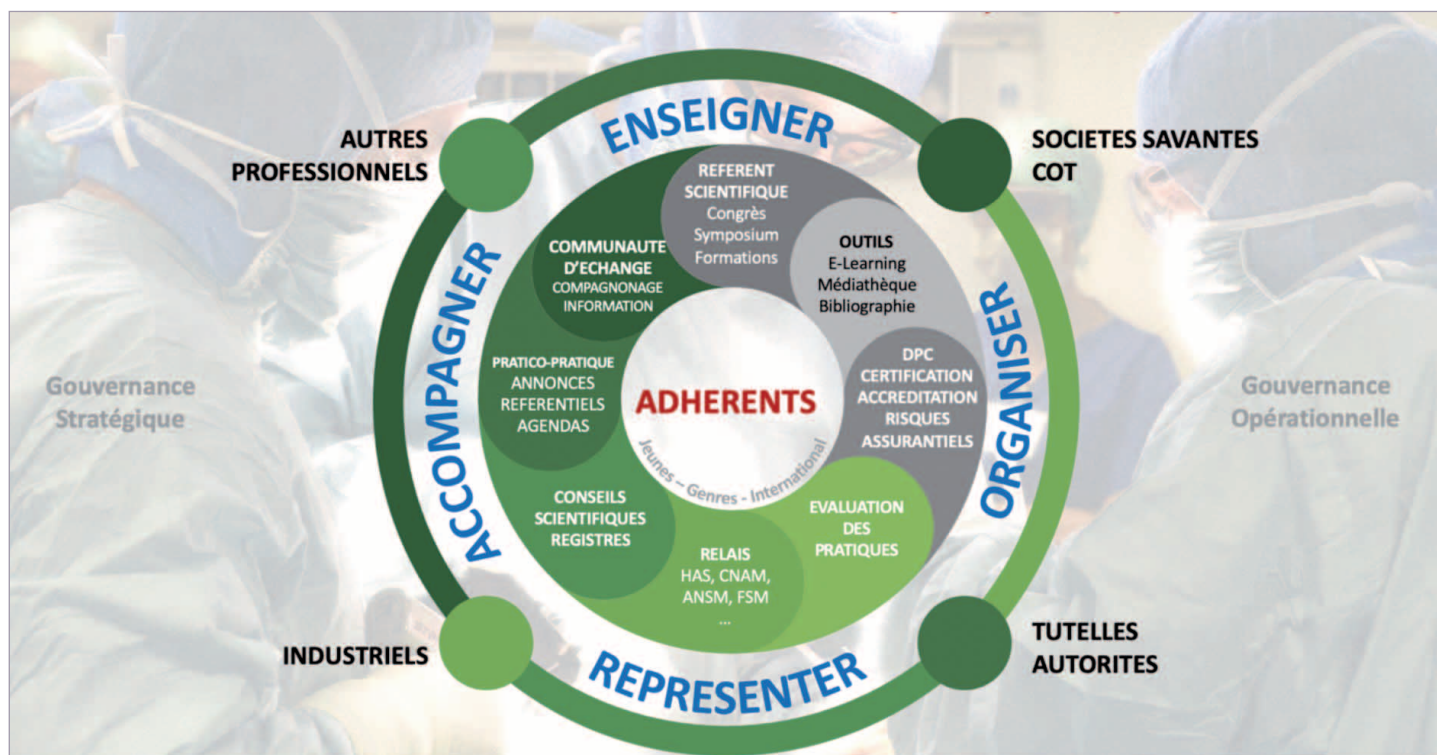 ENSEIGNER
AUTRES
PROFESSIONNELS
SOCIETES SAVANTES
COT
REFERENT
SCIENTIFIQUE
Congrès
Symposium
Formations
OUTILS
E-Learning
Médiathèque
Bibliographie
COMMUNAUTE
D'ECHANGE
COMPAGNONAGE
INFORMATION
ACCOMPAGNER
ORGANISER
PRATICO-PRATIQUE
ANNONCES
REFERENTIELS
AGENDAS
DPC
CERTIFICATION
ACCREDITATION
RISQUES
ASSURANTIELS
Gouvernance
Stratégique
ADHERENTS
Jeunes – Genres - International
Gouvernance
Opérationnelle
CONSEILS
SCIENTIFIQUES
REGISTRES
RELAIS
HAS, CNAM,
ANSM, FSM
...
EVALUATION
DES
PRATIQUES
INDUSTRIELS
REPRESENTER
TUTELLES
AUTORITES